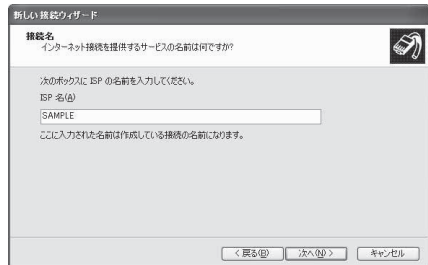 新しい接続ウィザード
接続名
インターネット接続を提供するサービスの名前は何ですか?
次のボックスに ISP の名前を入力してください。
ISP 名(A)
SAMPLE
ここに入力された名前は作成している接続の名前になります。
< 戻る(B) 次へ(N) > キャンセル